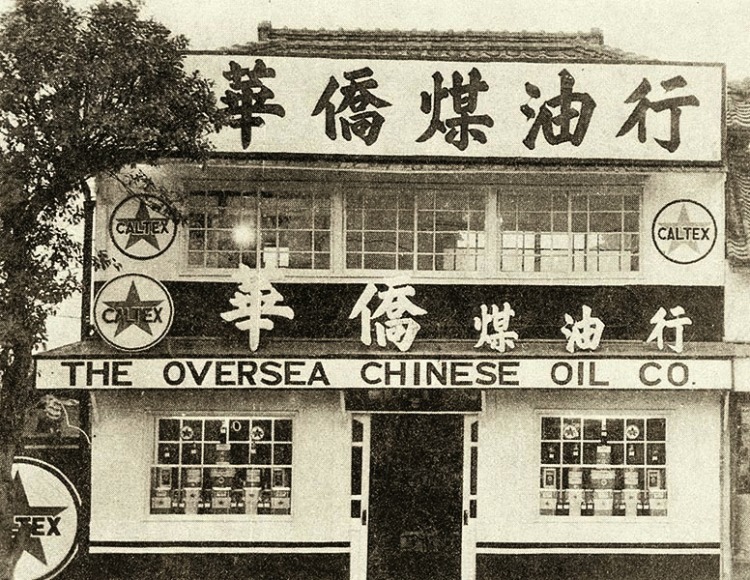 華僑煤油行
CALTEX
CALTEX
CALTEX
華僑煤油行
THE OVERSEA CHINESE OIL CO.
TEX